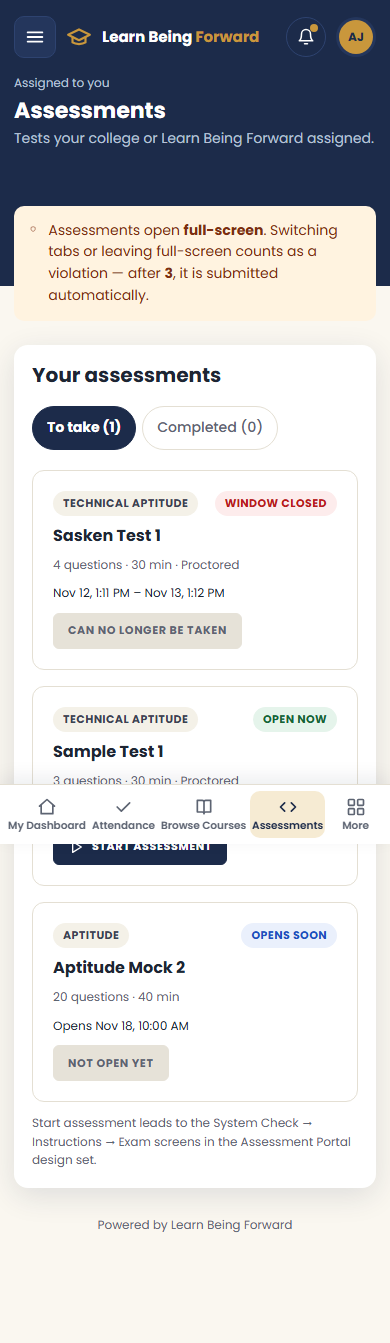 Learn Being Forward
AJ
Assigned to you
Assessments
Tests your college or Learn Being Forward assigned.
Assessments open full-screen. Switching
tabs or leaving full-screen counts as a
violation — after 3, it is submitted
automatically.
Your assessments
To take (1)
Completed (0)
TECHNICAL APTITUDE
WINDOW CLOSED
Sasken Test 1
4 questions · 30 min · Proctored
Nov 12, 1:11 PM – Nov 13, 1:12 PM
CAN NO LONGER BE TAKEN
TECHNICAL APTITUDE
OPEN NOW
Sample Test 1
3 questions · 30 min · Proctored
My Dashboard
Attendance
Browse Courses
Assessments
More
START ASSESSMENT
APTITUDE
OPENS SOON
Aptitude Mock 2
20 questions · 40 min
Opens Nov 18, 10:00 AM
NOT OPEN YET
Start assessment leads to the System Check →
Instructions → Exam screens in the Assessment Portal
design set.
Powered by Learn Being Forward